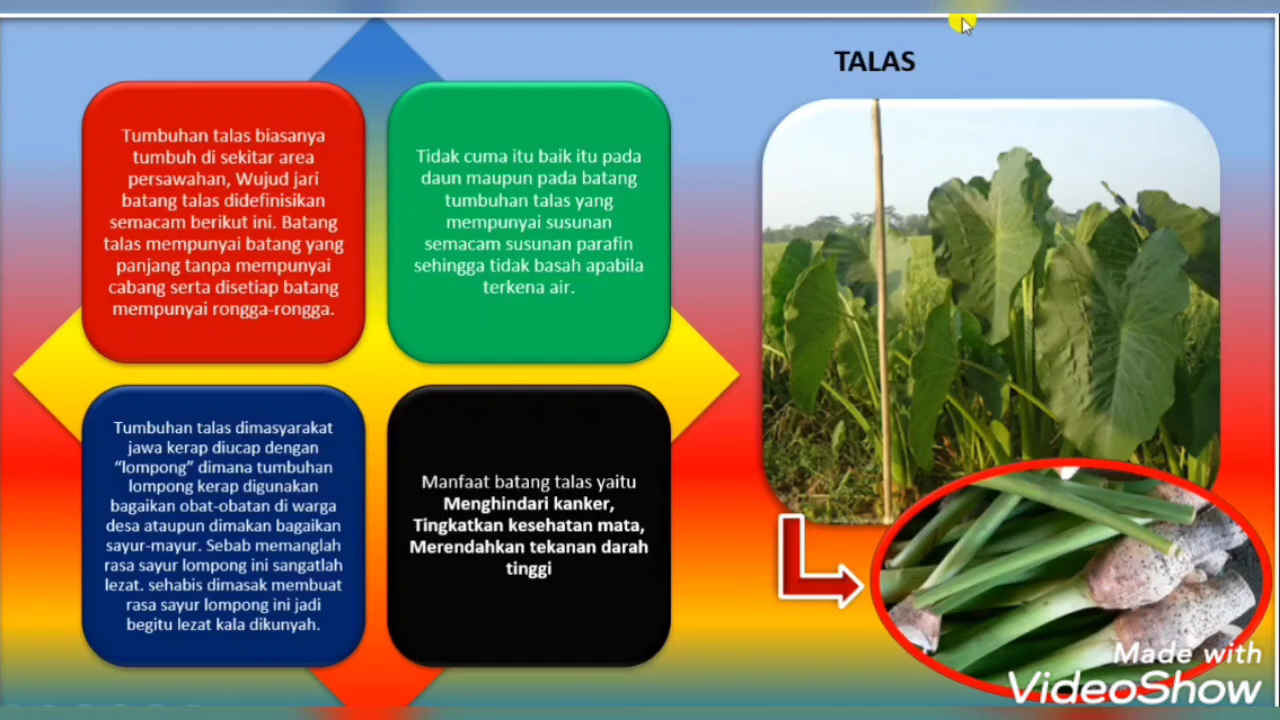 TALAS
Tumbuhan talas biasanya
tumbuh di sekitar area
persawahan, Wujud jari
batang talas didefinisikan
semacam berikut ini. Batang
talas mempunyai batang yang
panjang tanpa mempunyai
cabang serta disetiap batang
mempunyai rongga-rongga.
Tidak cuma itu baik itu pada
daun maupun pada batang
tumbuhan talas yang
mempunyai susunan
semacam susunan parafin
sehingga tidak basah apabila
terkena air.
Tumbuhan talas dimasyarakat
jawa kerap diucap dengan
“lompong” dimana tumbuhan
lompong kerap digunakan
bagaikan obat-obatan di warga
desa ataupun dimakan bagaikan
sayur-mayur. Sebab memanglah
rasa sayur lompong ini sangatlah
lezat. sehabis dimasak membuat
rasa sayur lompong ini jadi
begitu lezat kala dikunyah.
Manfaat batang talas yaitu
Menghindari kanker,
Tingkatkan kesehatan mata,
Merendahkan tekanan darah
tinggi
Made with
VideoShow